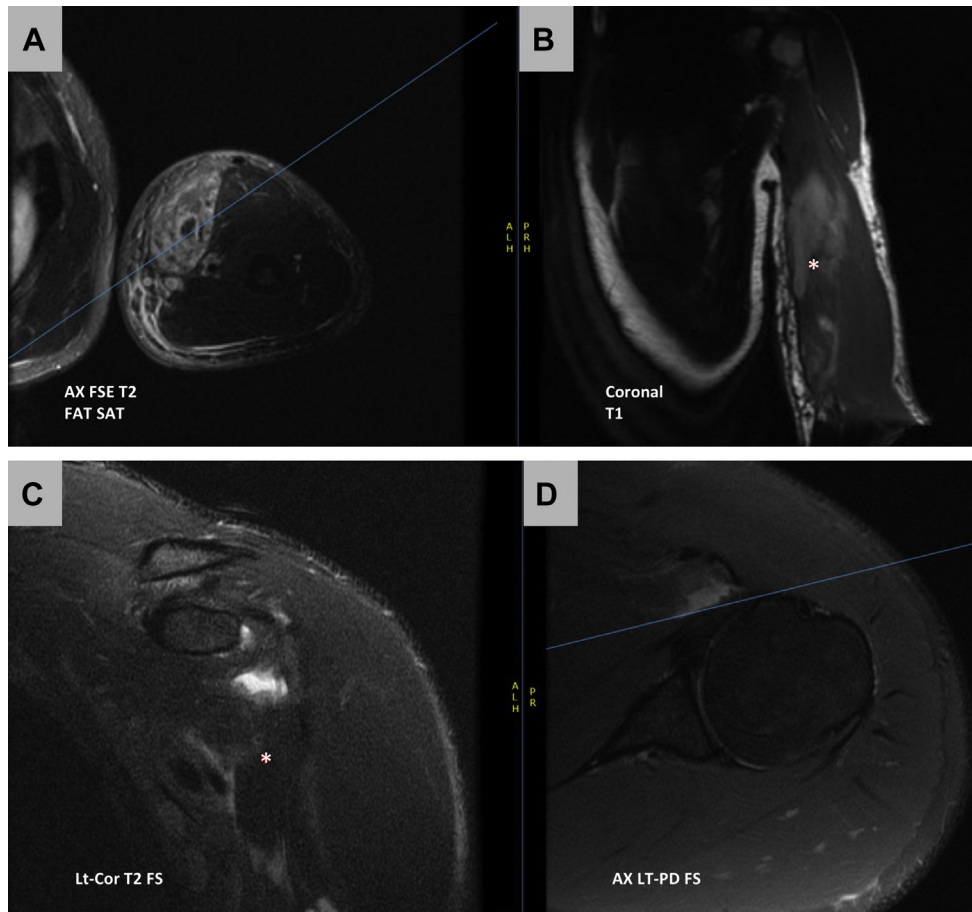 A
B
A
L
H
P
R
H
AX FSE T2
FAT SAT
Coronal
T1
*
C
D
A
L
H
P
R
*
Lt-Cor T2 FS
AX LT-PD FS